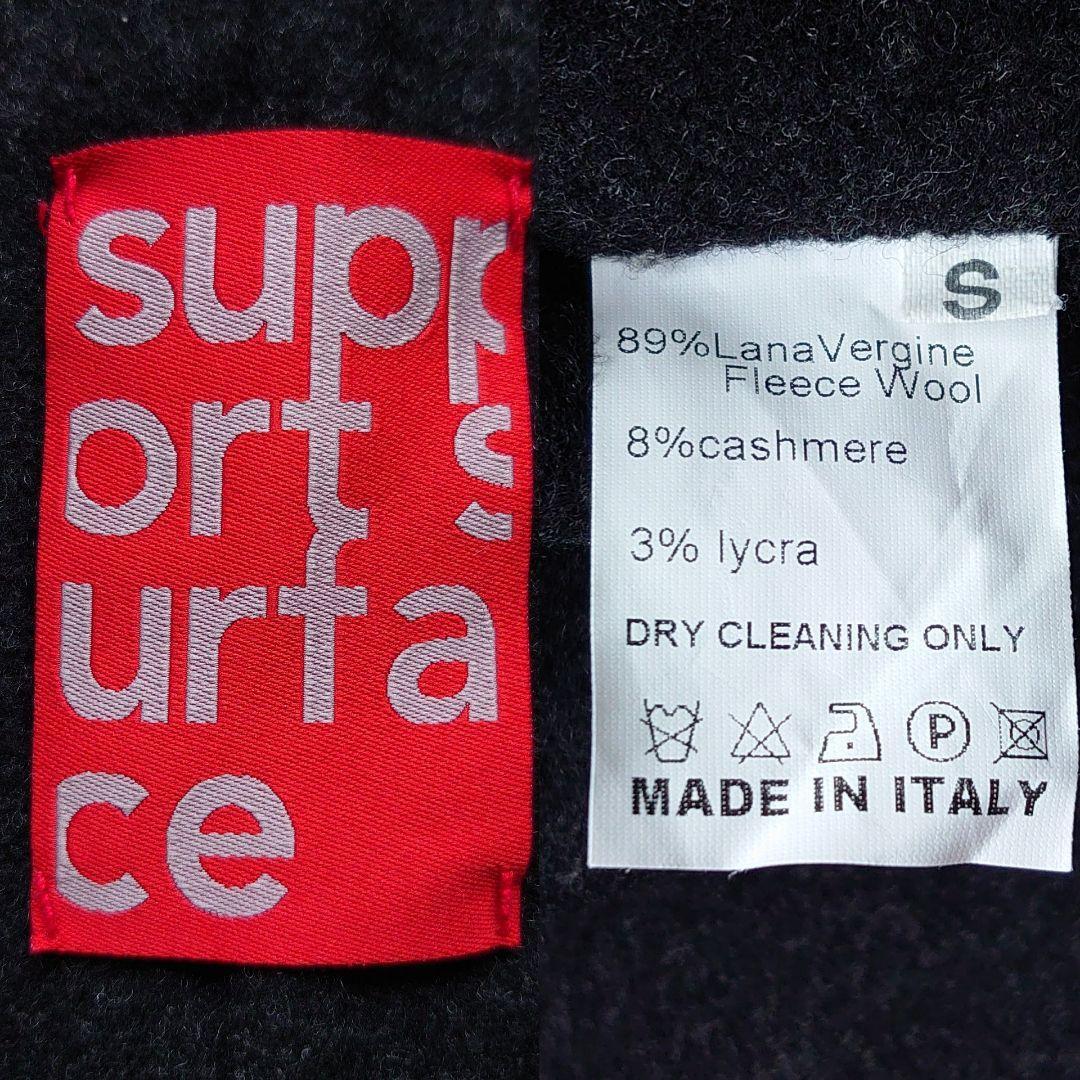 supp
ort s
urfa
ce
S
89%LanaVergine
Fleece Wool
8%cashmere
3% lycra
DRY CLEANING ONLY
P
MADE IN ITALY